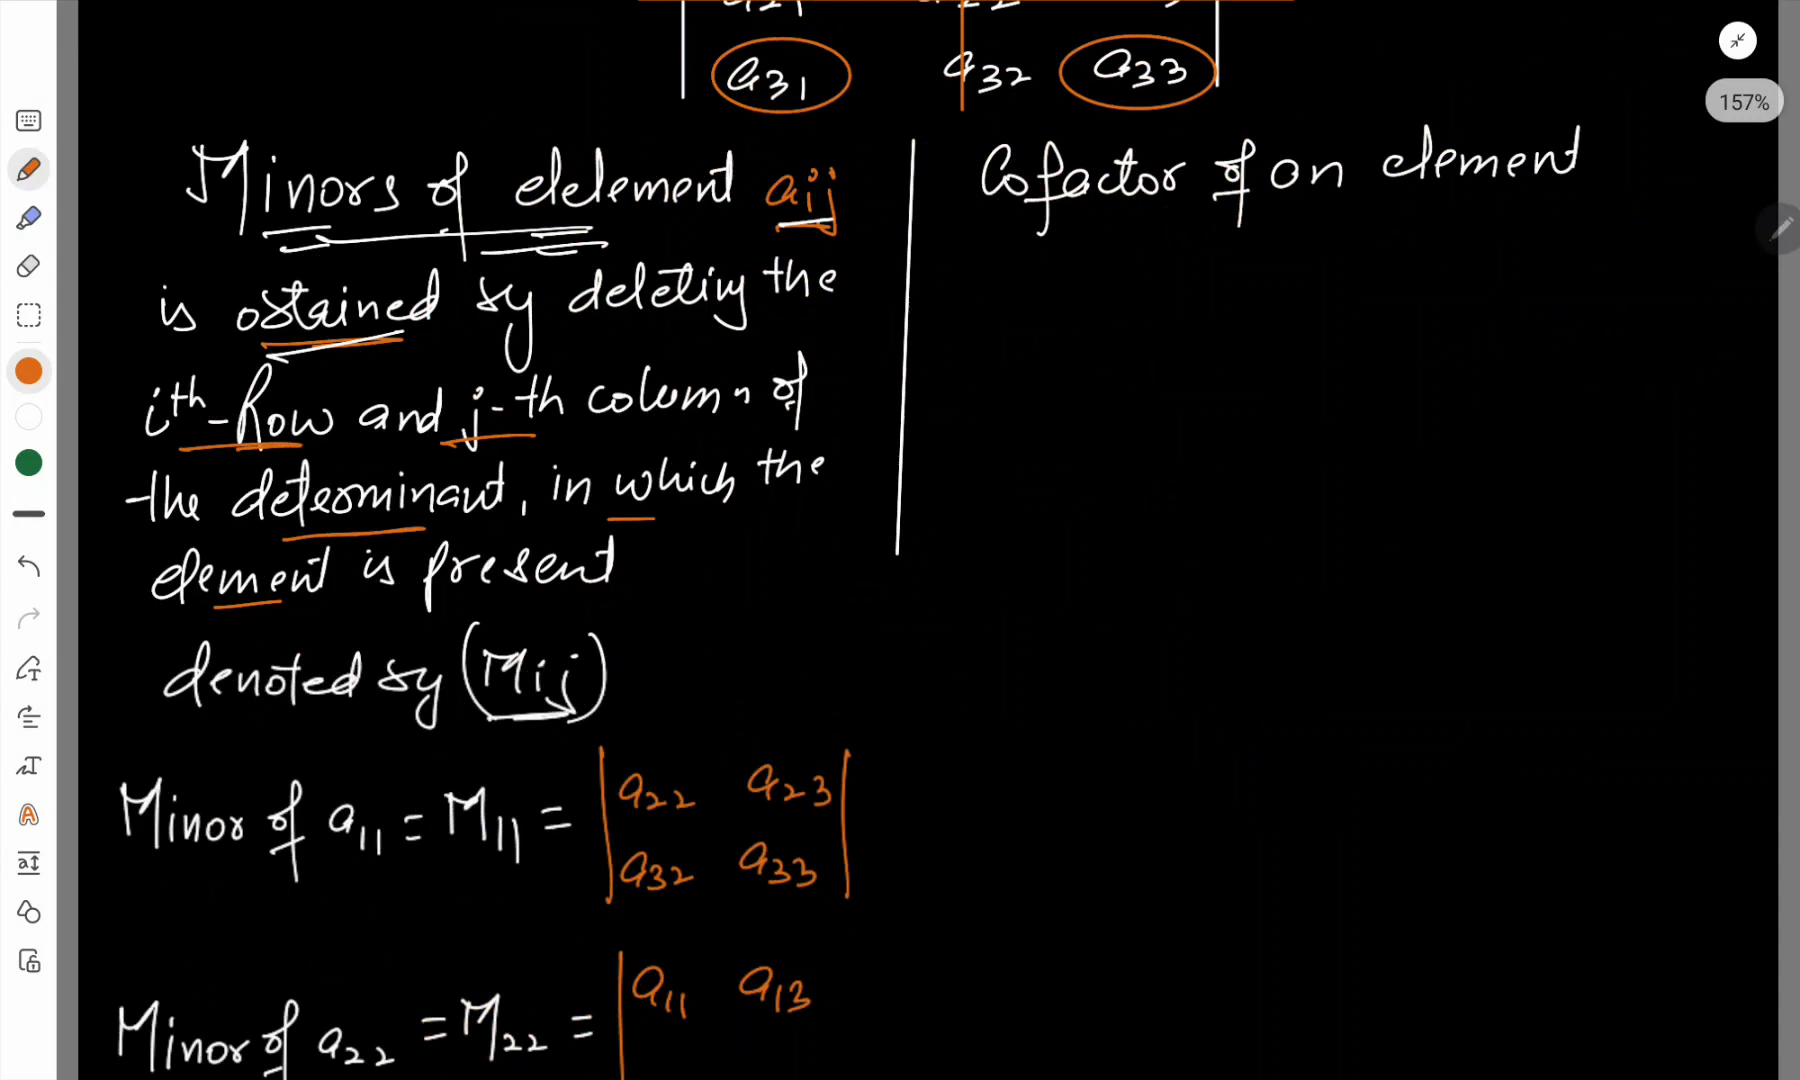 a31 a32 a33
157%
Minors of elelement aij
is obtained by deleting the
ith-Row and j-th column of
the determinant, in which the
element is present
denoted by (Mij)
Minor of a11 = M11 = | a22 a23 |
| a32 a33 |
Minor of a22 = M22 = | a11 a13
Cofactor of an element